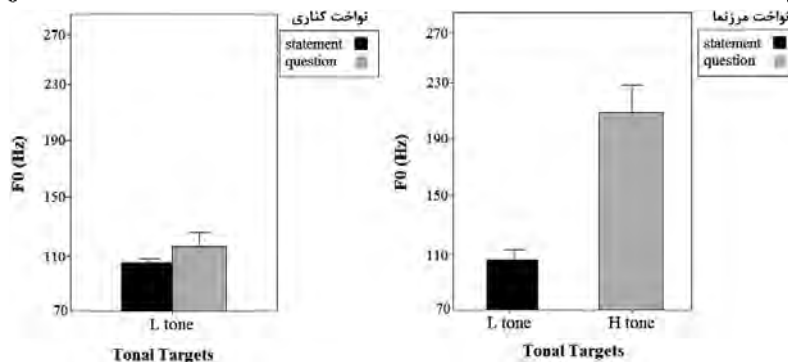 نواخت کناری
statement
question
270
230
190
150
110
70
F0 (Hz)
L tone
Tonal Targets
نواخت مرزنما
statement
question
270
230
190
150
110
70
F0 (Hz)
L tone
H tone
Tonal Targets